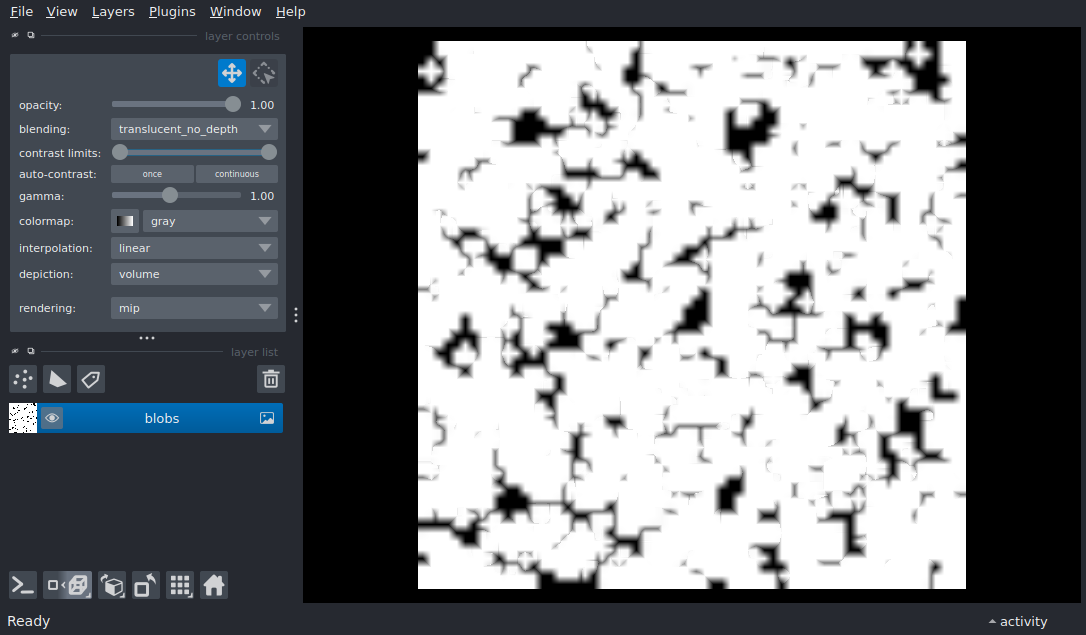 File View Layers Plugins Window Help
layer controls
opacity: 1.00
blending: translucent_no_depth
contrast limits:
auto-contrast: once continuous
gamma: 1.00
colormap: gray
interpolation: linear
depiction: volume
rendering: mip
layer list
blobs
Ready activity